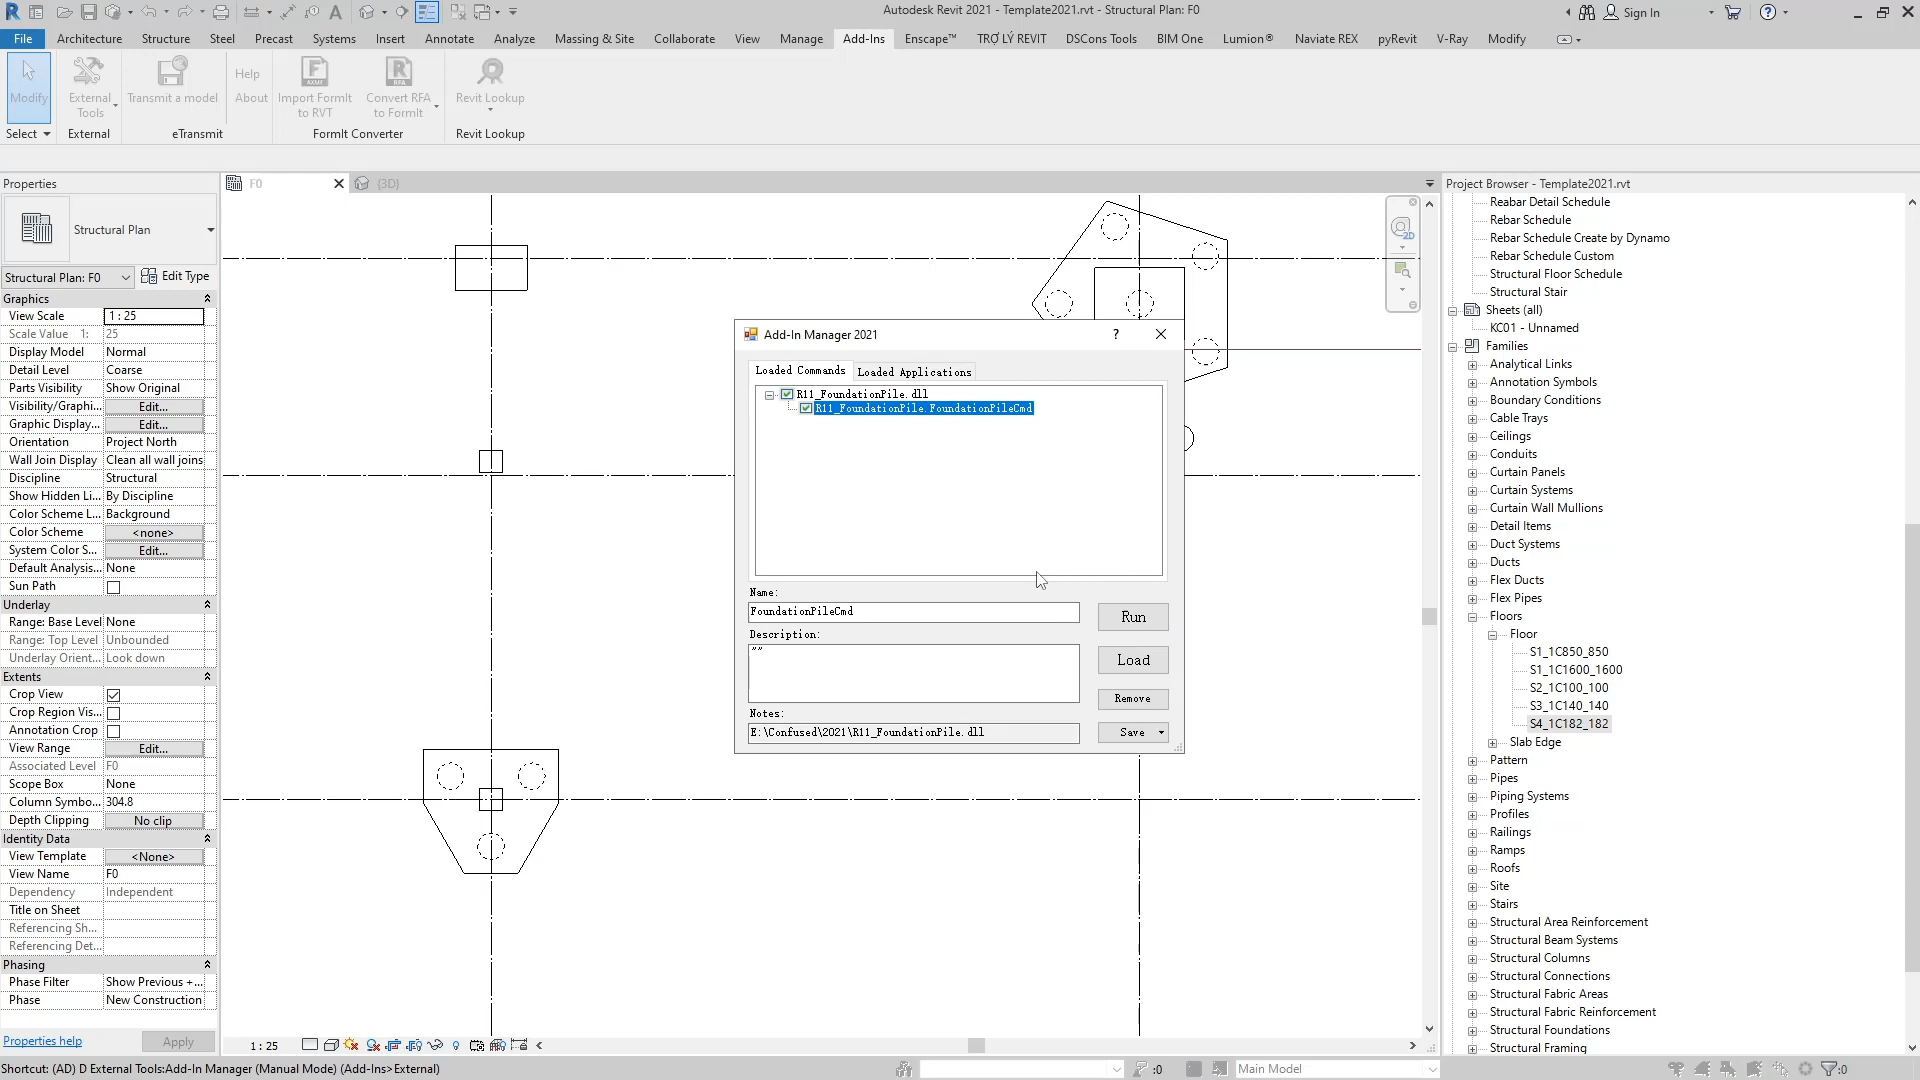 Autodesk Revit 2021 - Template2021.rvt - Structural Plan: F0
Sign In
File Architecture Structure Steel Precast Systems Insert Annotate Analyze Massing & Site Collaborate View Manage Add-Ins Enscape™ TRỢ LÝ REVIT DSCons Tools BIM One Lumion® Naviate REX pyRevit V-Ray Modify
Modify
External Tools
Transmit a model
Help
About
Import FormIt to RVT
Convert RFA to FormIt
Revit Lookup
Select External eTransmit FormIt Converter Revit Lookup
Properties
Structural Plan
Structural Plan: F0 Edit Type
Graphics
View Scale 1 : 25
Scale Value 1: 25
Display Model Normal
Detail Level Coarse
Parts Visibility Show Original
Visibility/Graphi... Edit...
Graphic Display... Edit...
Orientation Project North
Wall Join Display Clean all wall joins
Discipline Structural
Show Hidden Li... By Discipline
Color Scheme L... Background
Color Scheme <none>
System Color S... Edit...
Default Analysis... None
Sun Path
Underlay
Range: Base Level None
Range: Top Level Unbounded
Underlay Orient... Look down
Extents
Crop View
Crop Region Vis...
Annotation Crop
View Range Edit...
Associated Level F0
Scope Box None
Column Symbo... 304.8
Depth Clipping No clip
Identity Data
View Template <None>
View Name F0
Dependency Independent
Title on Sheet
Referencing Sh...
Referencing Det...
Phasing
Phase Filter Show Previous +...
Phase New Construction
Properties help Apply
F0 {3D}
2D
Add-In Manager 2021 ?
Loaded Commands Loaded Applications
R11_FoundationPile.dll
R11_FoundationPile.FoundationPileCmd
Name:
FoundationPileCmd
Run
Description:
""
Load
Remove
Notes:
E:\Confused\2021\R11_FoundationPile.dll
Save
Project Browser - Template2021.rvt
Reabar Detail Schedule
Rebar Schedule
Rebar Schedule Create by Dynamo
Rebar Schedule Custom
Structural Floor Schedule
Structural Stair
Sheets (all)
KC01 - Unnamed
Families
Analytical Links
Annotation Symbols
Boundary Conditions
Cable Trays
Ceilings
Conduits
Curtain Panels
Curtain Systems
Curtain Wall Mullions
Detail Items
Duct Systems
Ducts
Flex Ducts
Flex Pipes
Floors
Floor
S1_1C850_850
S1_1C1600_1600
S2_1C100_100
S3_1C140_140
S4_1C182_182
Slab Edge
Pattern
Pipes
Piping Systems
Profiles
Railings
Ramps
Roofs
Site
Stairs
Structural Area Reinforcement
Structural Beam Systems
Structural Columns
Structural Connections
Structural Fabric Areas
Structural Fabric Reinforcement
Structural Foundations
Structural Framing
1 : 25
Shortcut: (AD) D External Tools:Add-In Manager (Manual Mode) (Add-Ins>External)
:0
Main Model
:0